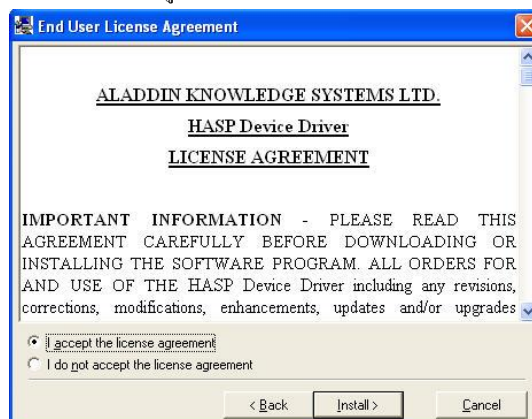 End User License Agreement
ALADDIN KNOWLEDGE SYSTEMS LTD.
HASP Device Driver
LICENSE AGREEMENT
IMPORTANT INFORMATION - PLEASE READ THIS
AGREEMENT CAREFULLY BEFORE DOWNLOADING OR
INSTALLING THE SOFTWARE PROGRAM. ALL ORDERS FOR
AND USE OF THE HASP Device Driver including any revisions,
corrections, modifications, enhancements, updates and/or upgrades
I accept the license agreement
I do not accept the license agreement
< Back Install > Cancel